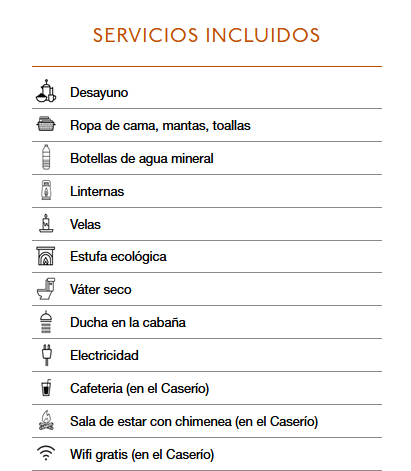 SERVICIOS INCLUIDOS
Desayuno
Ropa de cama, mantas, toallas
Botellas de agua mineral
Linternas
Velas
Estufa ecológica
Váter seco
Ducha en la cabaña
Electricidad
Cafeteria (en el Caserío)
Sala de estar con chimenea (en el Caserío)
Wifi gratis (en el Caserío)